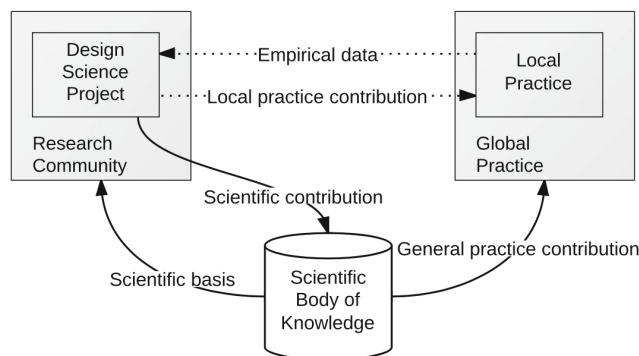 Design
Science
Project
Empirical data
Local
Practice
Local practice contribution
Research
Community
Global
Practice
Scientific contribution
General practice contribution
Scientific basis
Scientific
Body of
Knowledge